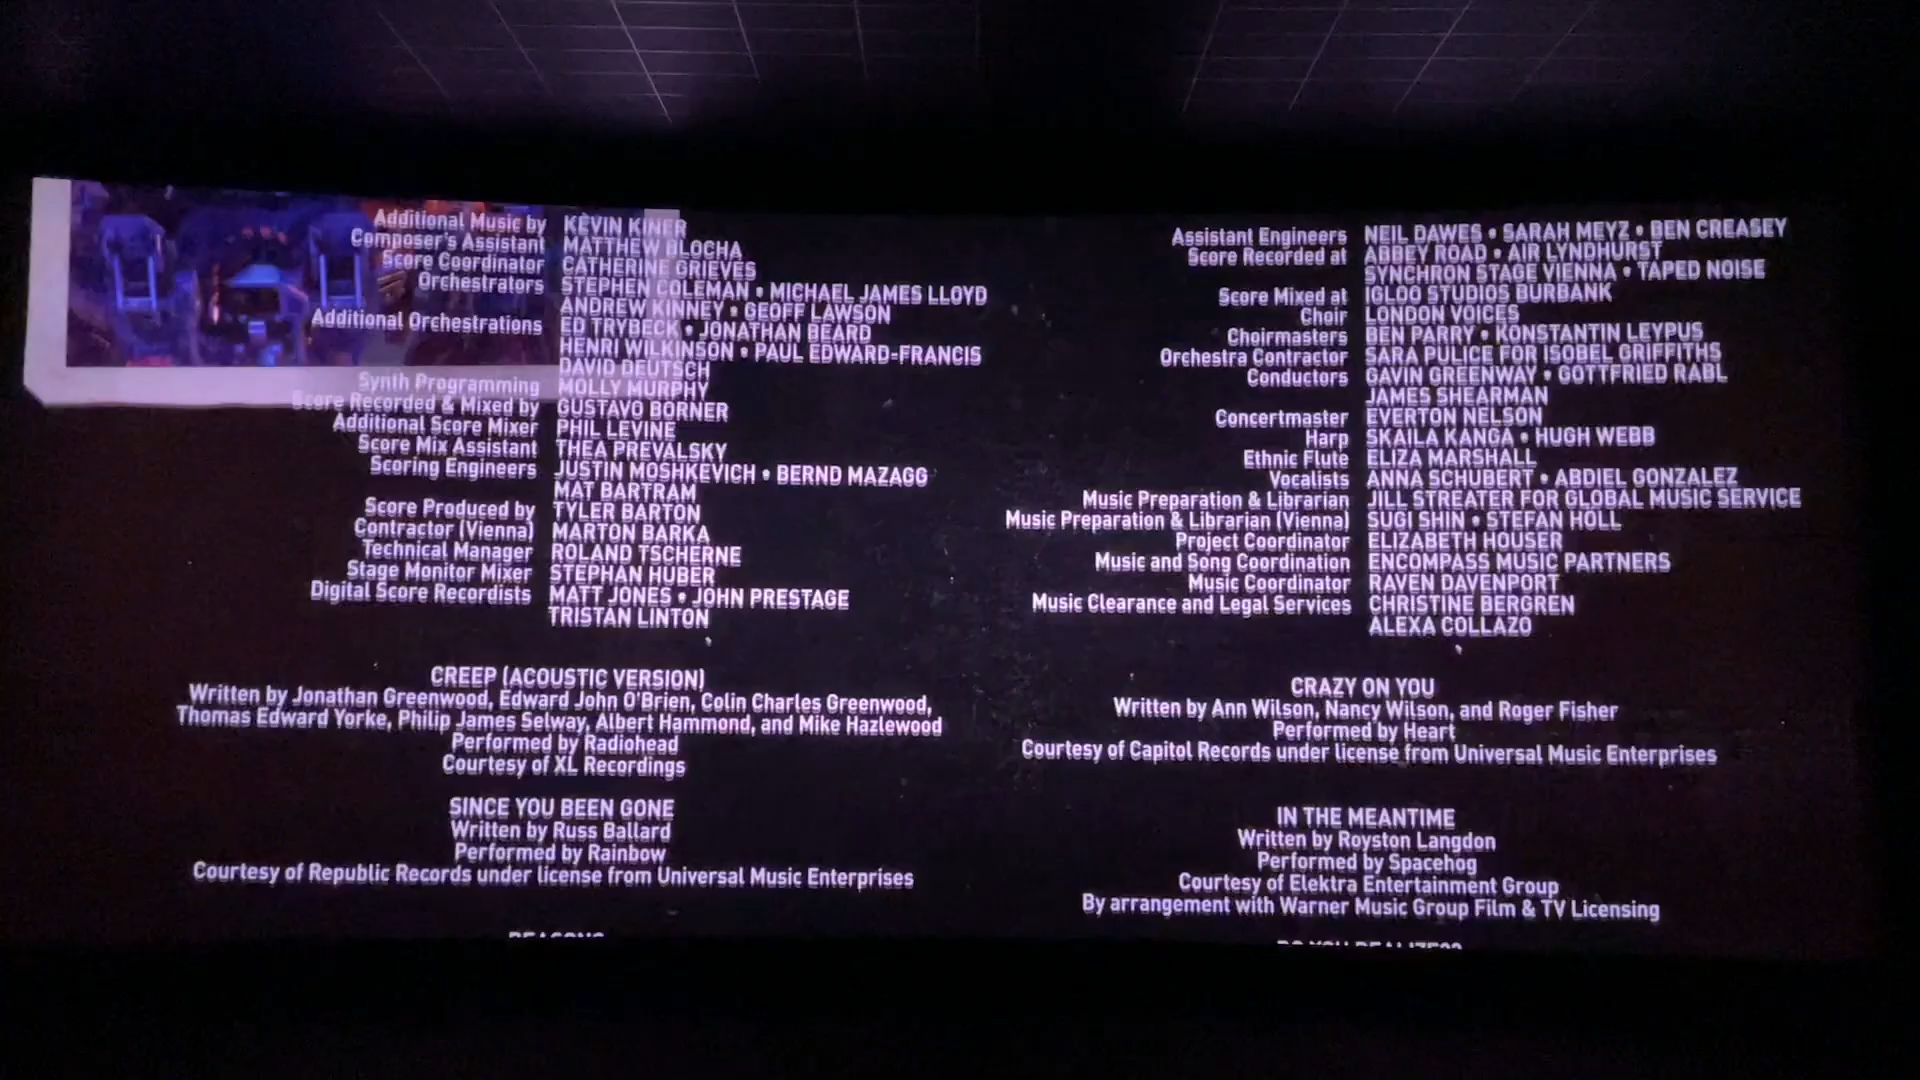 Additional Music by KEVIN KINER
Composer's Assistant MATTHEW BLOCHA
Score Coordinator CATHERINE GRIEVES
Orchestrators STEPHEN COLEMAN • MICHAEL JAMES LLOYD
ANDREW KINNEY • GEOFF LAWSON
Additional Orchestrations ED TRYBECK • JONATHAN BEARD
HENRI WILKINSON • PAUL EDWARD-FRANCIS
DAVID DEUTSCH
Synth Programming MOLLY MURPHY
Score Recorded & Mixed by GUSTAVO BORNER
Additional Score Mixer PHIL LEVINE
Score Mix Assistant THEA PREVALSKY
Scoring Engineers JUSTIN MOSHKEVICH • BERND MAZAGG
MAT BARTRAM
Score Produced by TYLER BARTON
Contractor (Vienna) MARTON BARKA
Technical Manager ROLAND TSCHERNE
Stage Monitor Mixer STEPHAN HUBER
Digital Score Recordists MATT JONES • JOHN PRESTAGE
TRISTAN LINTON
CREEP (ACOUSTIC VERSION)
Written by Jonathan Greenwood, Edward John O'Brien, Colin Charles Greenwood,
Thomas Edward Yorke, Philip James Selway, Albert Hammond, and Mike Hazlewood
Performed by Radiohead
Courtesy of XL Recordings
SINCE YOU BEEN GONE
Written by Russ Ballard
Performed by Rainbow
Courtesy of Republic Records under license from Universal Music Enterprises
REASONS
Assistant Engineers NEIL DAWES • SARAH MEYZ • BEN CREASEY
Score Recorded at ABBEY ROAD • AIR LYNDHURST
SYNCHRON STAGE VIENNA • TAPED NOISE
Score Mixed at IGLOO STUDIOS BURBANK
Choir LONDON VOICES
Choirmasters BEN PARRY • KONSTANTIN LEYPUS
Orchestra Contractor SARA PULICE FOR ISOBEL GRIFFITHS
Conductors GAVIN GREENWAY • GOTTFRIED RABL
JAMES SHEARMAN
Concertmaster EVERTON NELSON
Harp SKAILA KANGA • HUGH WEBB
Ethnic Flute ELIZA MARSHALL
Vocalists ANNA SCHUBERT • ABDIEL GONZALEZ
Music Preparation & Librarian JILL STREATER FOR GLOBAL MUSIC SERVICE
Music Preparation & Librarian (Vienna) SUGI SHIN • STEFAN HÖLL
Project Coordinator ELIZABETH HOUSER
Music and Song Coordination ENCOMPASS MUSIC PARTNERS
Music Coordinator RAVEN DAVENPORT
Music Clearance and Legal Services CHRISTINE BERGREN
ALEXA COLLAZO
CRAZY ON YOU
Written by Ann Wilson, Nancy Wilson, and Roger Fisher
Performed by Heart
Courtesy of Capitol Records under license from Universal Music Enterprises
IN THE MEANTIME
Written by Royston Langdon
Performed by Spacehog
Courtesy of Elektra Entertainment Group
By arrangement with Warner Music Group Film & TV Licensing
DO YOU REALIZE??